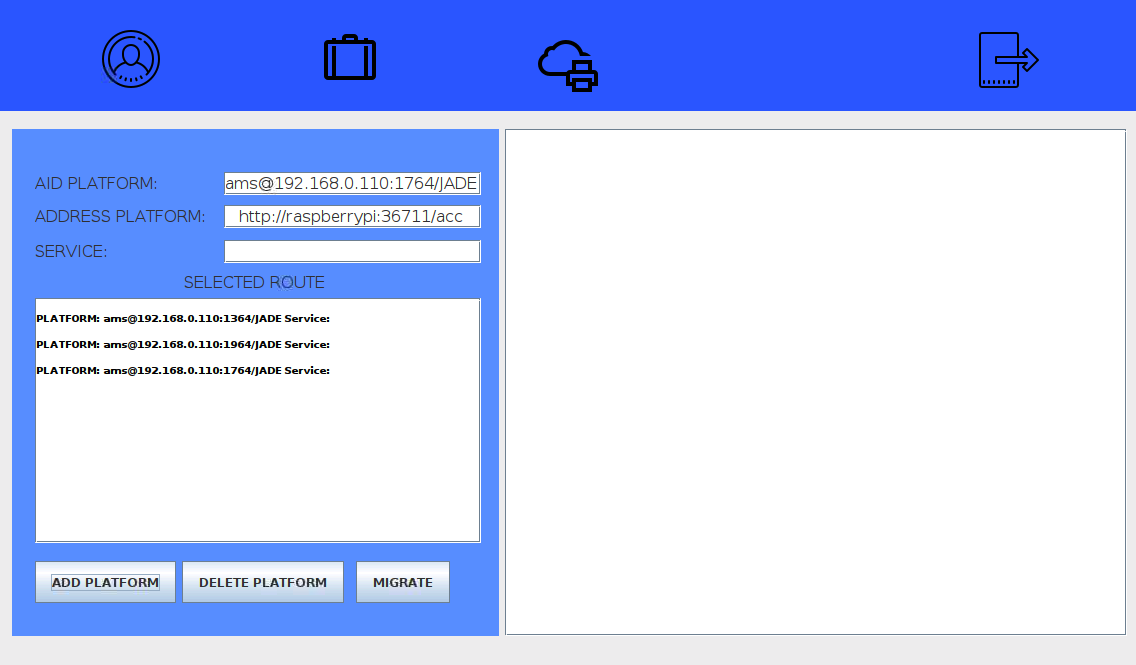 AID PLATFORM: ams@192.168.0.110:1764/JADE
ADDRESS PLATFORM: http://raspberrypi:36711/acc
SERVICE:
SELECTED ROUTE
PLATFORM: ams@192.168.0.110:1364/JADE Service:
PLATFORM: ams@192.168.0.110:1964/JADE Service:
PLATFORM: ams@192.168.0.110:1764/JADE Service:
ADD PLATFORM DELETE PLATFORM MIGRATE